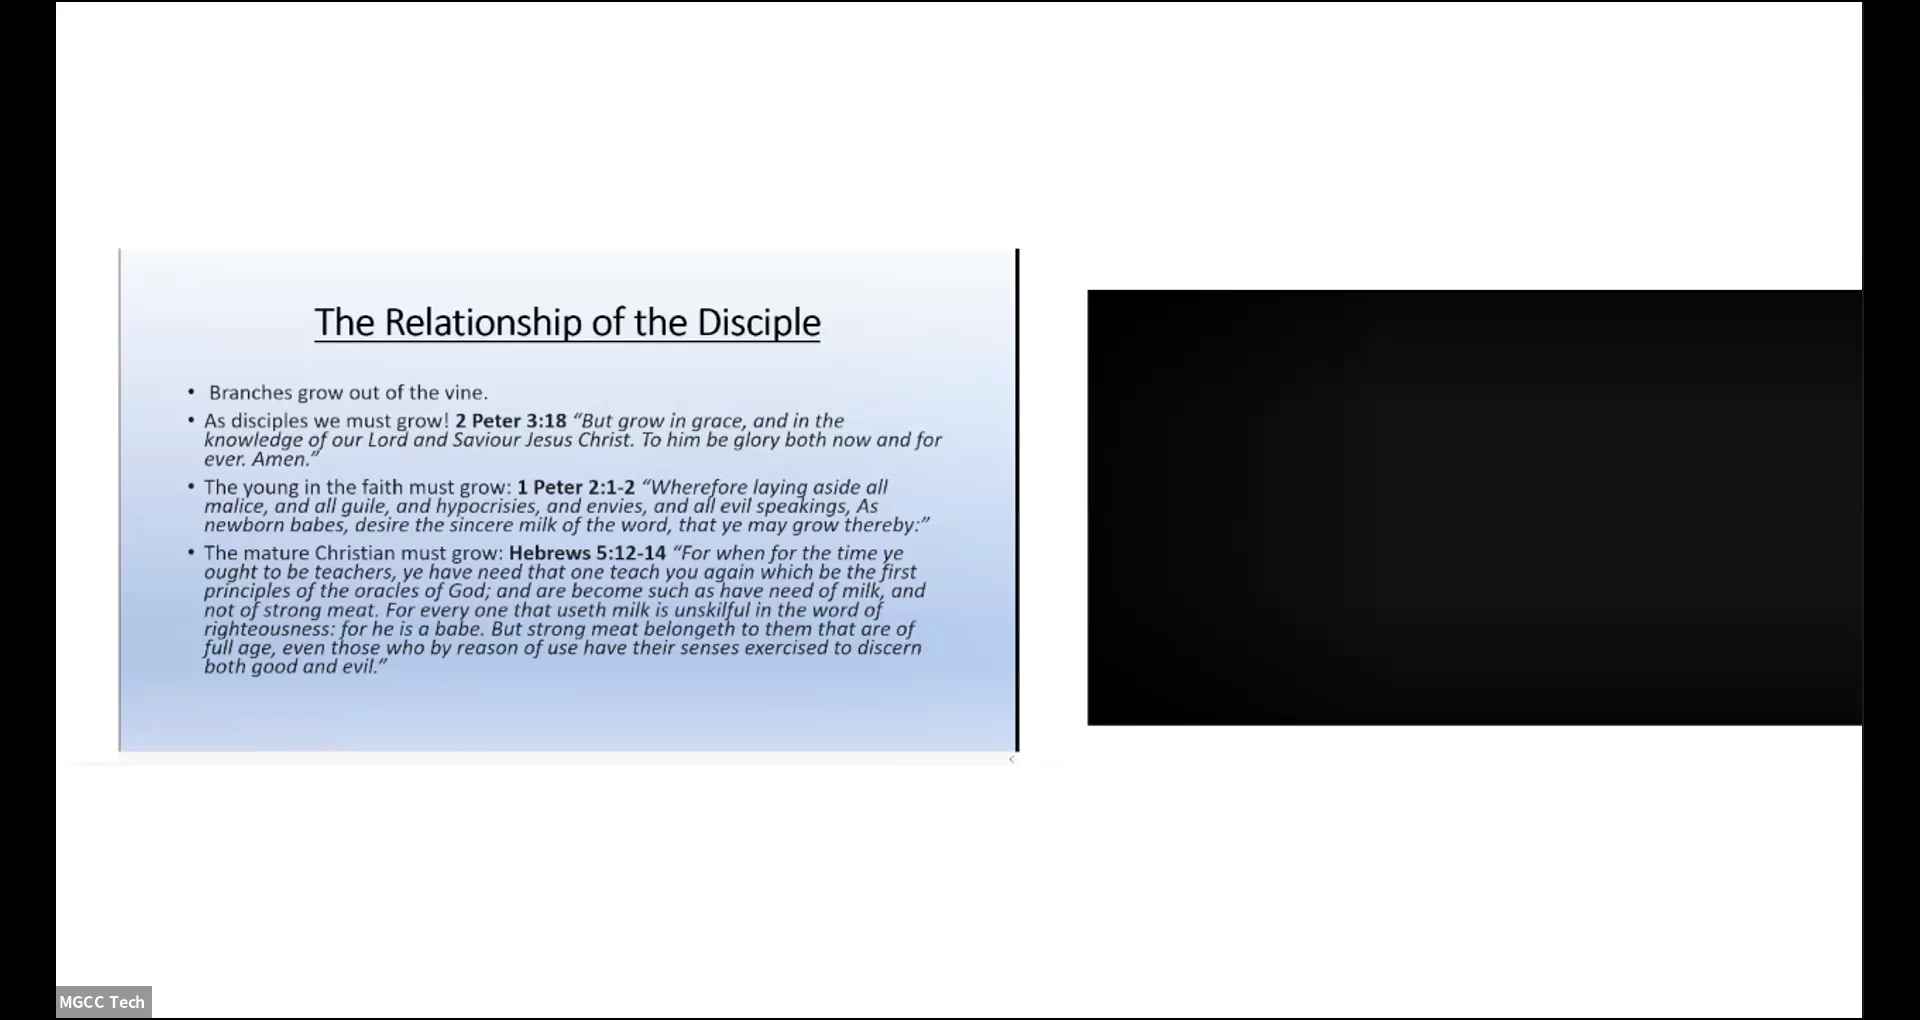 The Relationship of the Disciple
• Branches grow out of the vine.
• As disciples we must grow! 2 Peter 3:18 “But grow in grace, and in the
knowledge of our Lord and Saviour Jesus Christ. To him be glory both now and for
ever. Amen.”
• The young in the faith must grow: 1 Peter 2:1-2 “Wherefore laying aside all
malice, and all guile, and hypocrisies, and envies, and all evil speakings, As
newborn babes, desire the sincere milk of the word, that ye may grow thereby:”
• The mature Christian must grow: Hebrews 5:12-14 “For when for the time ye
ought to be teachers, ye have need that one teach you again which be the first
principles of the oracles of God; and are become such as have need of milk, and
not of strong meat. For every one that useth milk is unskilful in the word of
righteousness: for he is a babe. But strong meat belongeth to them that are of
full age, even those who by reason of use have their senses exercised to discern
both good and evil.”
MGCC Tech